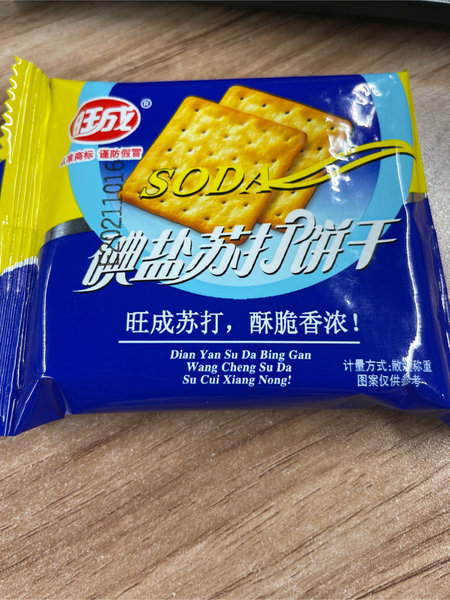 旺成®
注准商标 谨防假冒
20211016
SODA
碘盐苏打饼干
旺成苏打，酥脆香浓！
Dian Yan Su Da Bing Gan
Wang Cheng Su Da
Su Cui Xiang Nong!
计量方式:散装称重
图案仅供参考